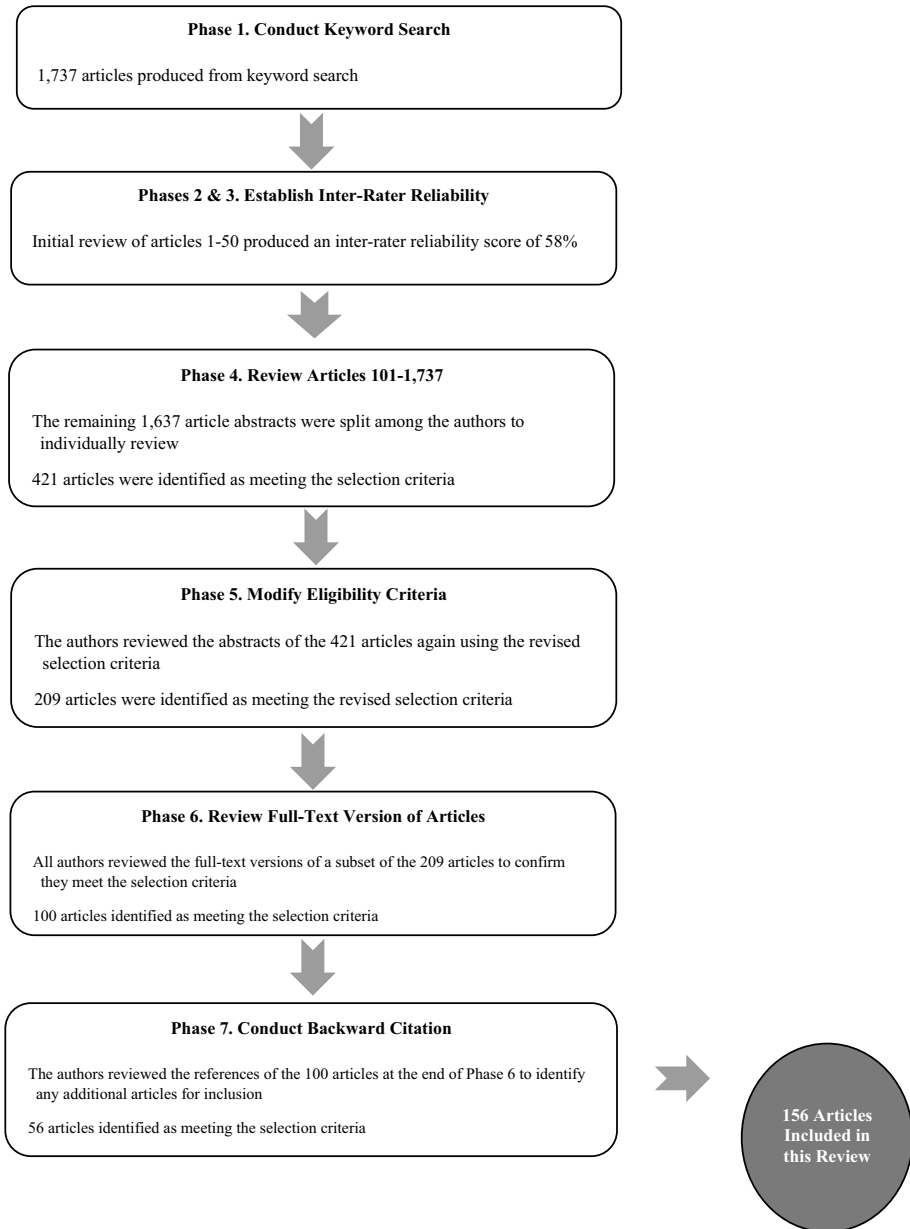 Phase 1. Conduct Keyword Search
1,737 articles produced from keyword search
Phases 2 & 3. Establish Inter-Rater Reliability
Initial review of articles 1-50 produced an inter-rater reliability score of 58%
Phase 4. Review Articles 101-1,737
The remaining 1,637 article abstracts were split among the authors to
individually review
421 articles were identified as meeting the selection criteria
Phase 5. Modify Eligibility Criteria
The authors reviewed the abstracts of the 421 articles again using the revised
selection criteria
209 articles were identified as meeting the revised selection criteria
Phase 6. Review Full-Text Version of Articles
All authors reviewed the full-text versions of a subset of the 209 articles to confirm
they meet the selection criteria
100 articles identified as meeting the selection criteria
Phase 7. Conduct Backward Citation
The authors reviewed the references of the 100 articles at the end of Phase 6 to identify
any additional articles for inclusion
56 articles identified as meeting the selection criteria
156 Articles
Included in
this Review